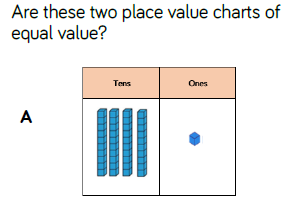 Are these two place value charts of
equal value?
Tens Ones
A